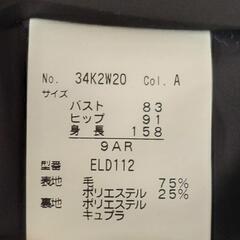 No. 34K2W20 Col. A
サイズ
バスト 83
ヒップ 91
身長 158
9AR
型番 ELD112
表地 毛 75%
ポリエステル 25%
裏地 ポリエステル
キュプラ